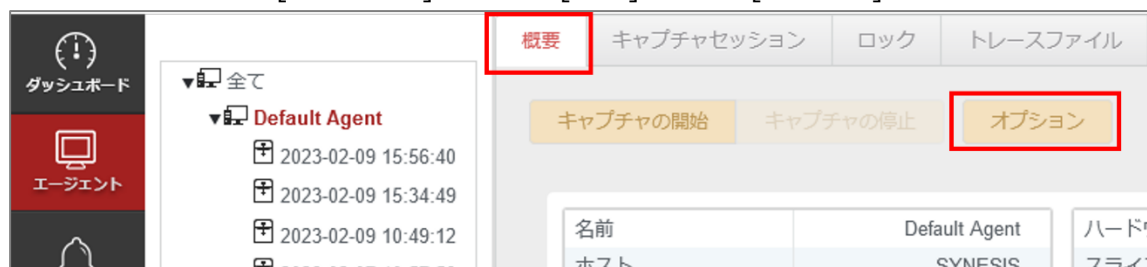 概要 キャプチャセッション ロック トレースファイル
ダッシュボード
全て
Default Agent
キャプチャの開始 キャプチャの停止 オプション
2023-02-09 15:56:40
エージェント
2023-02-09 15:34:49
2023-02-09 10:49:12
名前 Default Agent
ホスト SYNESIS